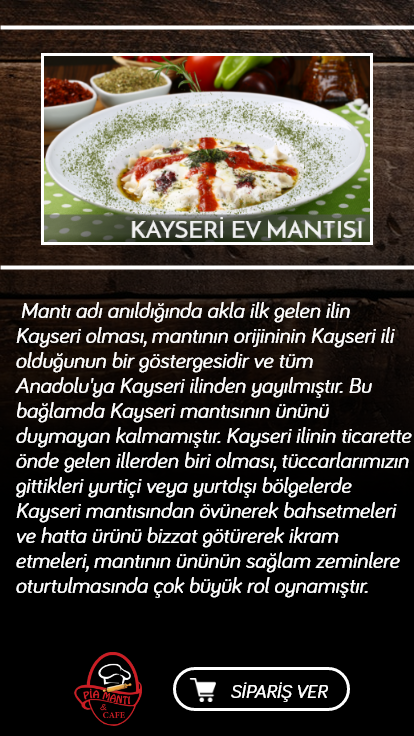 KAYSERİ EV MANTISI
Mantı adı anıldığında akla ilk gelen ilin
Kayseri olması, mantının orijininin Kayseri ili
olduğunun bir göstergesidir ve tüm
Anadolu'ya Kayseri ilinden yayılmıştır. Bu
bağlamda Kayseri mantısının ününü
duymayan kalmamıştır. Kayseri ilinin ticarette
önde gelen illerden biri olması, tüccarlarımızın
gittikleri yurtiçi veya yurtdışı bölgelerde
Kayseri mantısından övünerek bahsetmeleri
ve hatta ürünü bizzat götürerek ikram
etmeleri, mantının ününün sağlam zeminlere
oturtulmasında çok büyük rol oynamıştır.
PİA MANTI
& CAFE
SİPARİŞ VER